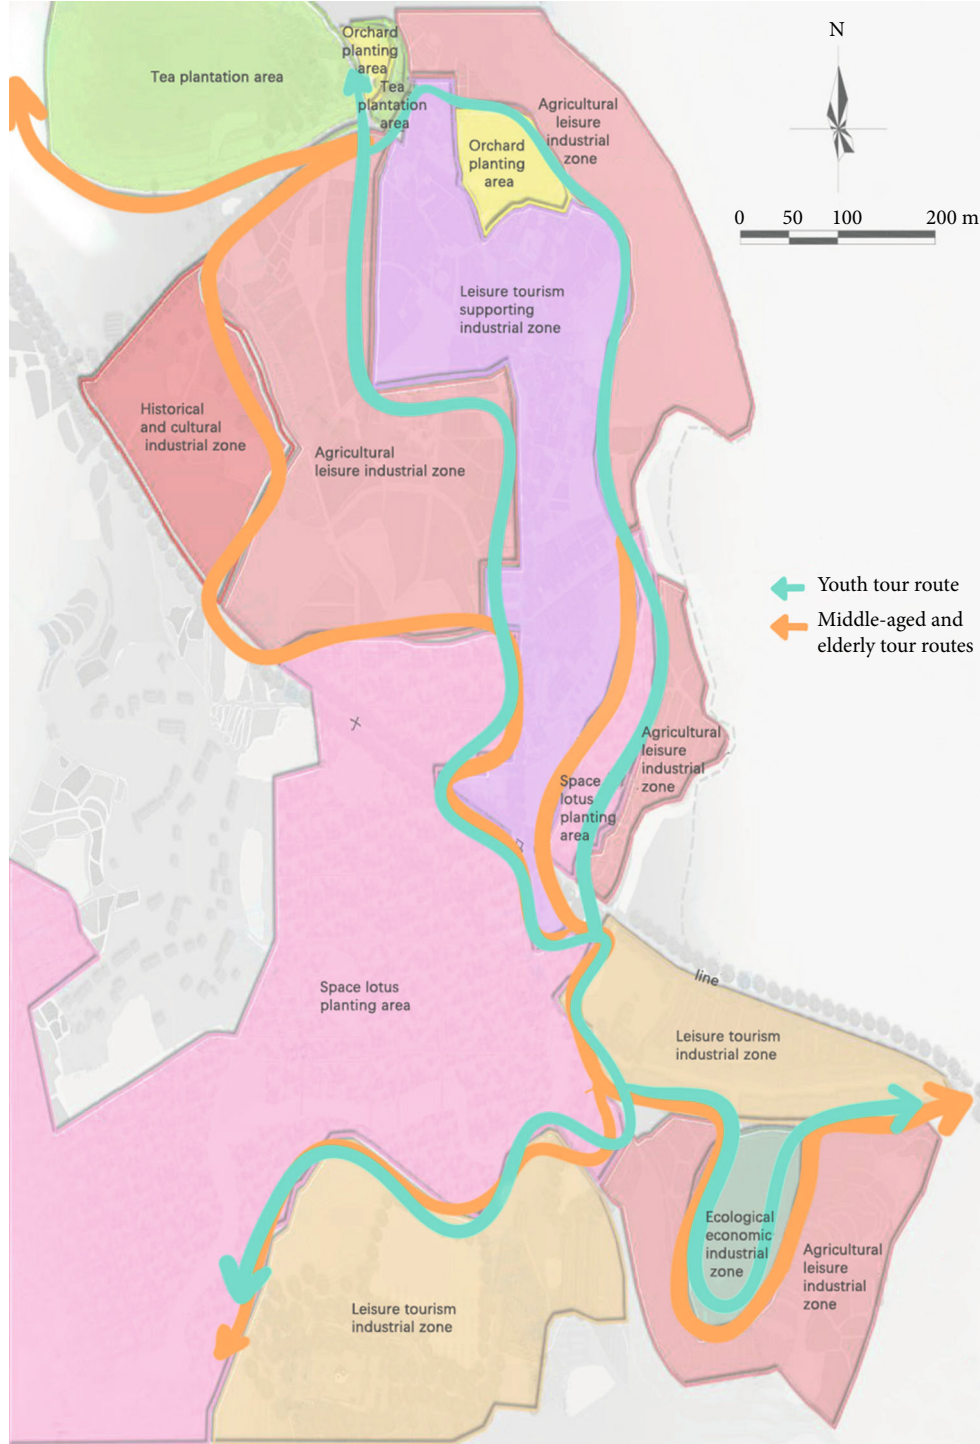 Orchard
planting
area
Tea plantation area
Tea
plantation
area
Agricultural
leisure
industrial
zone
Orchard
planting
area
N
0 50 100 200 m
Leisure tourism
supporting
industrial zone
Historical
and cultural
industrial zone
Agricultural
leisure industrial zone
Youth tour route
Middle-aged and
elderly tour routes
Agricultural
leisure
industrial
zone
Space
lotus
planting
area
Space lotus
planting area
line
Leisure tourism
industrial zone
Ecological
economic
industrial
zone
Agricultural
leisure
industrial
zone
Leisure tourism
industrial zone